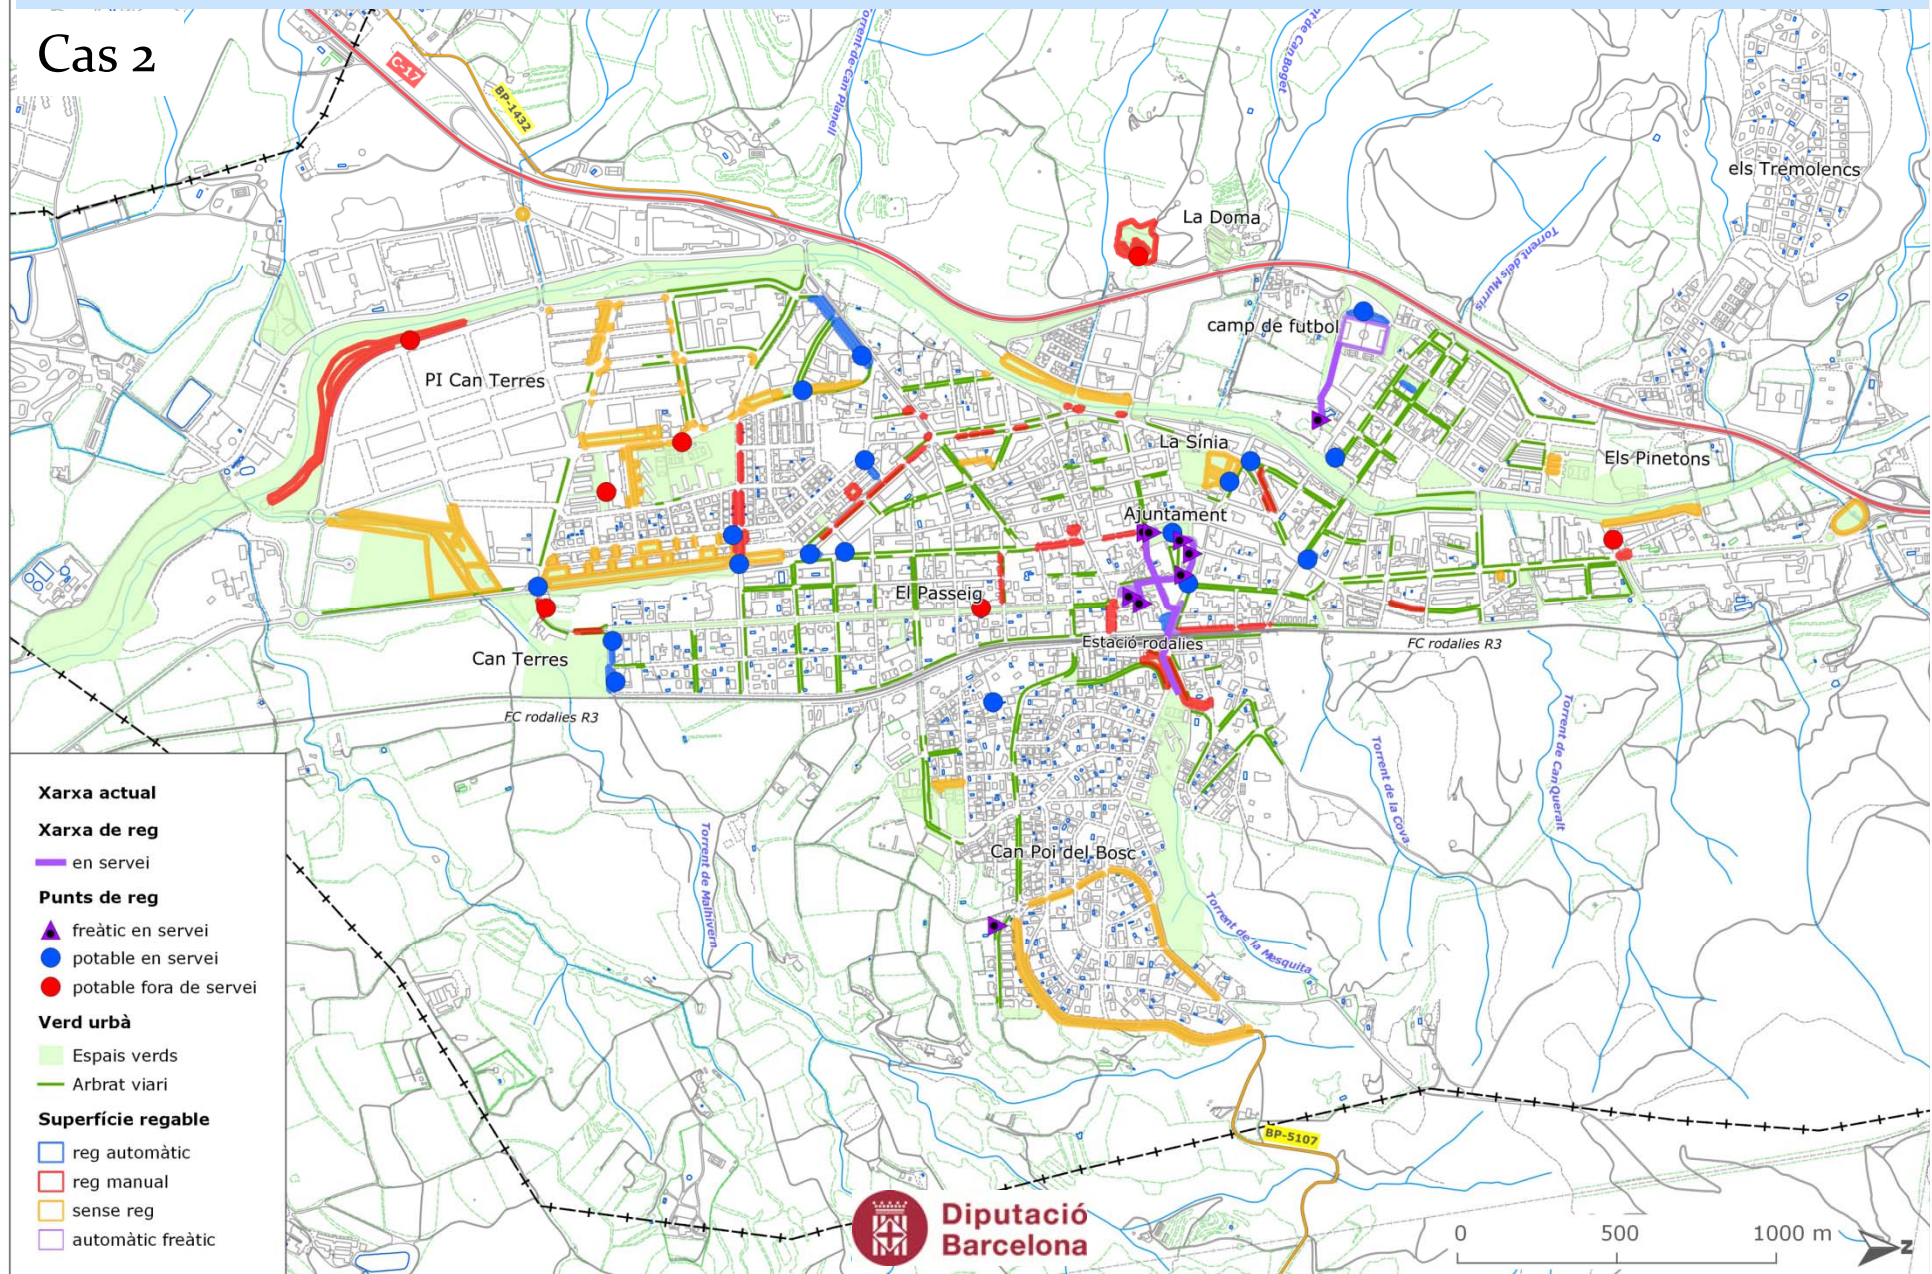 Cas 2
C-17
BP-1432
Torrent de Can Planell
t de Can Boget
els Tremolencs
La Doma
Torrent dels Murris
camp de futbol
PI Can Terres
La Sínia
Els Pinetons
Ajuntament
El Passeig
Estació rodalies
FC rodalies R3
Can Terres
FC rodalies R3
Torrent de Can Queralt
Torrent de la Cova
Torrent de Malhivern
Can Poi del Bosc
Torrent de la Mesquita
BP-5107
Xarxa actual
Xarxa de reg
en servei
Punts de reg
freàtic en servei
potable en servei
potable fora de servei
Verd urbà
Espais verds
Arbrat viari
Superfície regable
reg automàtic
reg manual
sense reg
automàtic freàtic
Diputació
Barcelona
0 500 1000 m
N